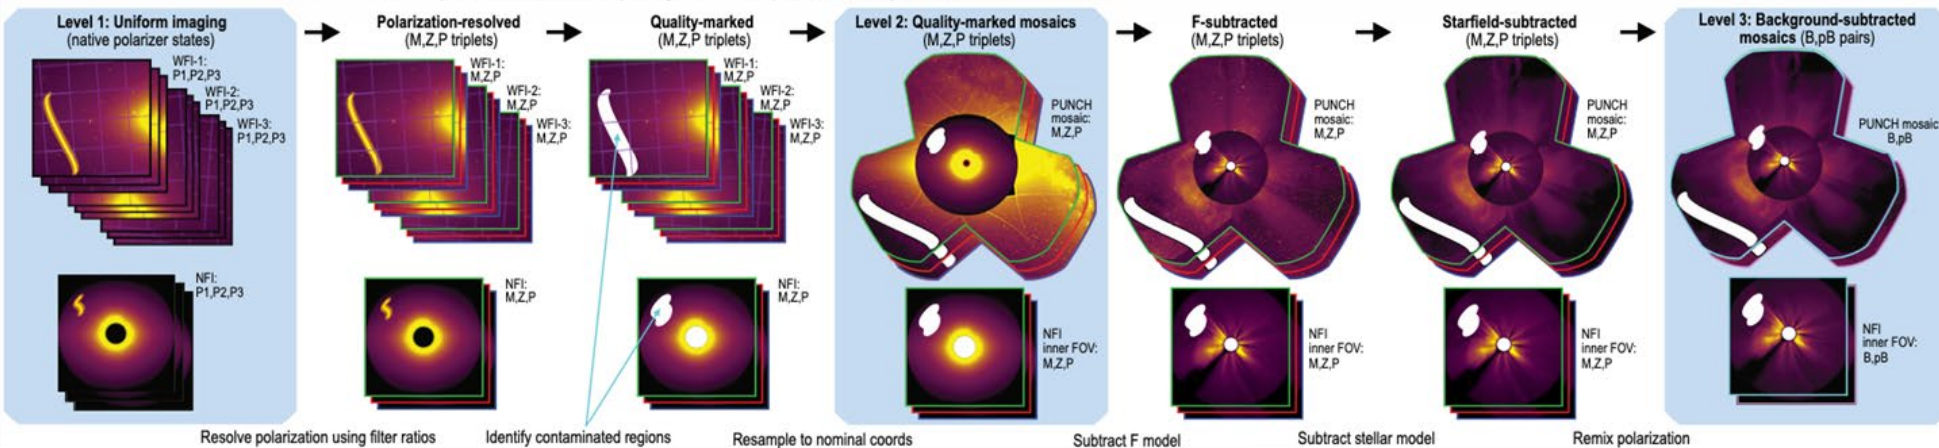 Level 1: Uniform imaging
(native polarizer states)
WFI-1:
P1,P2,P3
WFI-2:
P1,P2,P3
WFI-3:
P1,P2,P3
NFI:
P1,P2,P3
Polarization-resolved
(M,Z,P triplets)
WFI-1:
M,Z,P
WFI-2:
M,Z,P
WFI-3:
M,Z,P
NFI:
M,Z,P
Quality-marked
(M,Z,P triplets)
WFI-1:
M,Z,P
WFI-2:
M,Z,P
WFI-3:
M,Z,P
NFI:
M,Z,P
Level 2: Quality-marked mosaics
(M,Z,P triplets)
PUNCH
mosaic:
M,Z,P
NFI
inner FOV:
M,Z,P
F-subtracted
(M,Z,P triplets)
PUNCH
mosaic:
M,Z,P
NFI
inner FOV:
M,Z,P
Starfield-subtracted
(M,Z,P triplets)
PUNCH
mosaic:
M,Z,P
NFI
inner FOV:
M,Z,P
Level 3: Background-subtracted
mosaics (B,pB pairs)
PUNCH mosaic
B,pB
NFI
inner FOV:
B,pB
Resolve polarization using filter ratios
Identify contaminated regions
Resample to nominal coords
Subtract F model
Subtract stellar model
Remix polarization